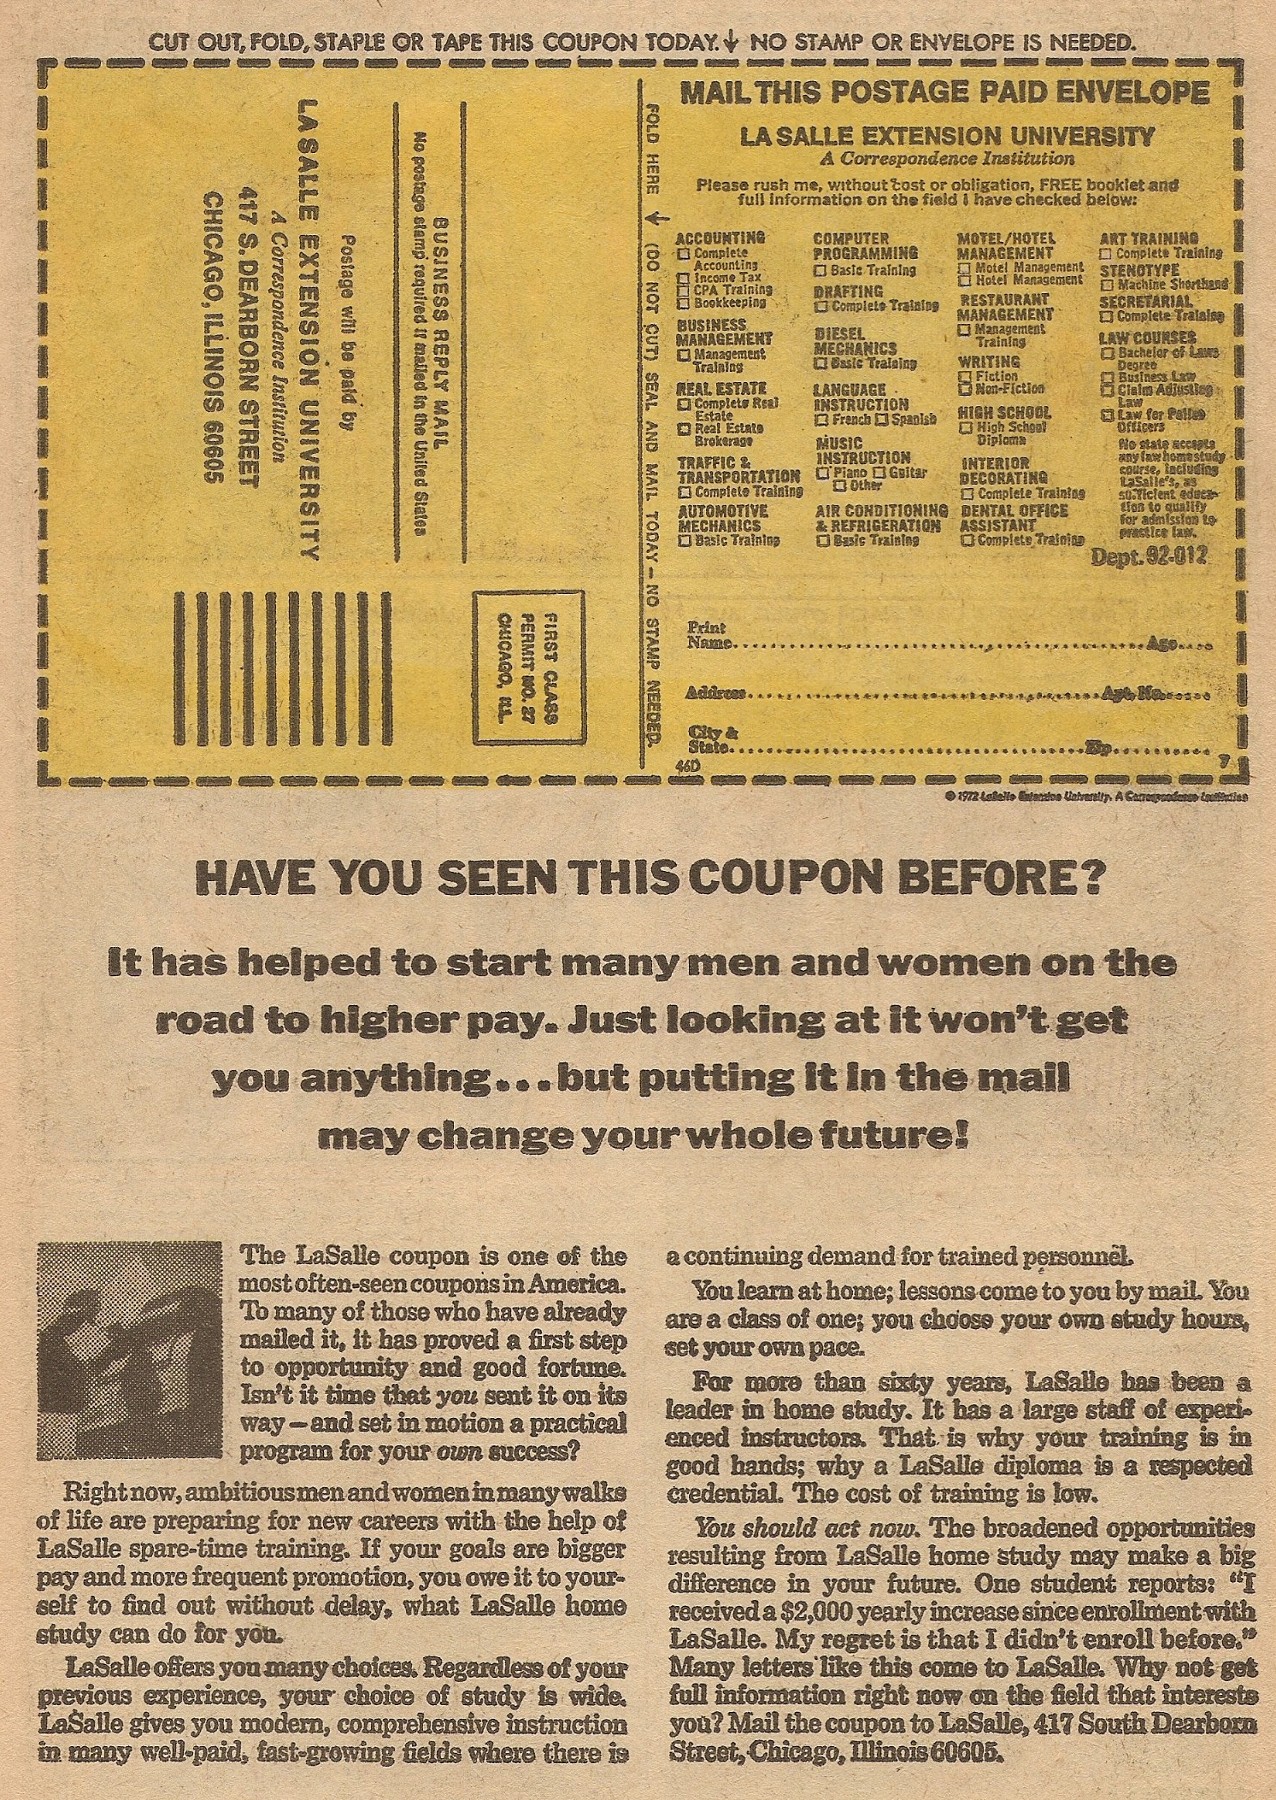 CUT OUT, FOLD, STAPLE OR TAPE THIS COUPON TODAY.↓ NO STAMP OR ENVELOPE IS NEEDED.
BUSINESS REPLY MAIL
No postage stamp required if mailed in the United States
Postage will be paid by
LA SALLE EXTENSION UNIVERSITY
A Correspondence Institution
417 S. DEARBORN STREET
CHICAGO, ILLINOIS 60605
FIRST CLASS
PERMIT NO. 27
CHICAGO, ILL.
FOLD HERE ↓ (DO NOT CUT) SEAL AND MAIL TODAY – NO STAMP NEEDED.
MAIL THIS POSTAGE PAID ENVELOPE
LA SALLE EXTENSION UNIVERSITY
A Correspondence Institution
Please rush me, without cost or obligation, FREE booklet and
full information on the field I have checked below:
ACCOUNTING
☐ Complete
Accounting
☐ Income Tax
☐ CPA Training
☐ Bookkeeping
BUSINESS
MANAGEMENT
☐ Management
Training
REAL ESTATE
☐ Complete Real
Estate
☐ Real Estate
Brokerage
TRAFFIC &
TRANSPORTATION
☐ Complete Training
AUTOMOTIVE
MECHANICS
☐ Basic Training
COMPUTER
PROGRAMMING
☐ Basic Training
DRAFTING
☐ Complete Training
DIESEL
MECHANICS
☐ Basic Training
LANGUAGE
INSTRUCTION
☐ French ☐ Spanish
MUSIC
INSTRUCTION
☐ Piano ☐ Guitar
☐ Other
AIR CONDITIONING
& REFRIGERATION
☐ Basic Training
MOTEL/HOTEL
MANAGEMENT
☐ Motel Management
☐ Hotel Management
RESTAURANT
MANAGEMENT
☐ Management
Training
WRITING
☐ Fiction
☐ Non-Fiction
HIGH SCHOOL
☐ High School
Diploma
INTERIOR
DECORATING
☐ Complete Training
DENTAL OFFICE
ASSISTANT
☐ Complete Training
ART TRAINING
☐ Complete Training
STENOTYPE
☐ Machine Shorthand
SECRETARIAL
☐ Complete Training
LAW COURSES
☐ Bachelor of Laws
Degree
☐ Business Law
☐ Claim Adjusting
Law
☐ Law for Police
Officers
No state accepts
any law home study
course, including
LaSalle's, as
sufficient educa-
tion to qualify
for admission to
practice law.
Dept. 92-012
Print
Name.......... Age....
Address.......... Apt. No.....
City &
State.......... Zip..........
46D 7
© 1972 LaSalle Extension University, A Correspondence Institution
HAVE YOU SEEN THIS COUPON BEFORE?
It has helped to start many men and women on the
road to higher pay. Just looking at it won't get
you anything...but putting it in the mail
may change your whole future!
The LaSalle coupon is one of the
most often-seen coupons in America.
To many of those who have already
mailed it, it has proved a first step
to opportunity and good fortune.
Isn't it time that you sent it on its
way – and set in motion a practical
program for your own success?
Right now, ambitious men and women in many walks
of life are preparing for new careers with the help of
LaSalle spare-time training. If your goals are bigger
pay and more frequent promotion, you owe it to your-
self to find out without delay, what LaSalle home
study can do for you.
LaSalle offers you many choices. Regardless of your
previous experience, your choice of study is wide.
LaSalle gives you modern, comprehensive instruction
in many well-paid, fast-growing fields where there is
a continuing demand for trained personnel.
You learn at home; lessons come to you by mail. You
are a class of one; you choose your own study hours,
set your own pace.
For more than sixty years, LaSalle has been a
leader in home study. It has a large staff of experi-
enced instructors. That is why your training is in
good hands; why a LaSalle diploma is a respected
credential. The cost of training is low.
You should act now. The broadened opportunities
resulting from LaSalle home study may make a big
difference in your future. One student reports: "I
received a $2,000 yearly increase since enrollment with
LaSalle. My regret is that I didn't enroll before."
Many letters like this come to LaSalle. Why not get
full information right now on the field that interests
you? Mail the coupon to LaSalle, 417 South Dearborn
Street, Chicago, Illinois 60605.